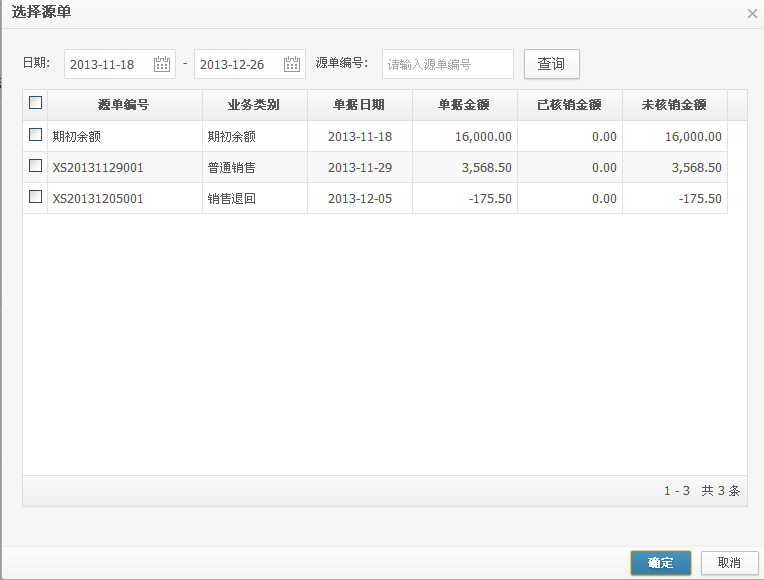 选择源单
日期: 2013-11-18 - 2013-12-26 源单编号: 请输入源单编号 查询
源单编号 业务类别 单据日期 单据金额 已核销金额 未核销金额
期初余额 期初余额 2013-11-18 16,000.00 0.00 16,000.00
XS20131129001 普通销售 2013-11-29 3,568.50 0.00 3,568.50
XS20131205001 销售退回 2013-12-05 -175.50 0.00 -175.50
1 - 3 共 3 条
确定 取消